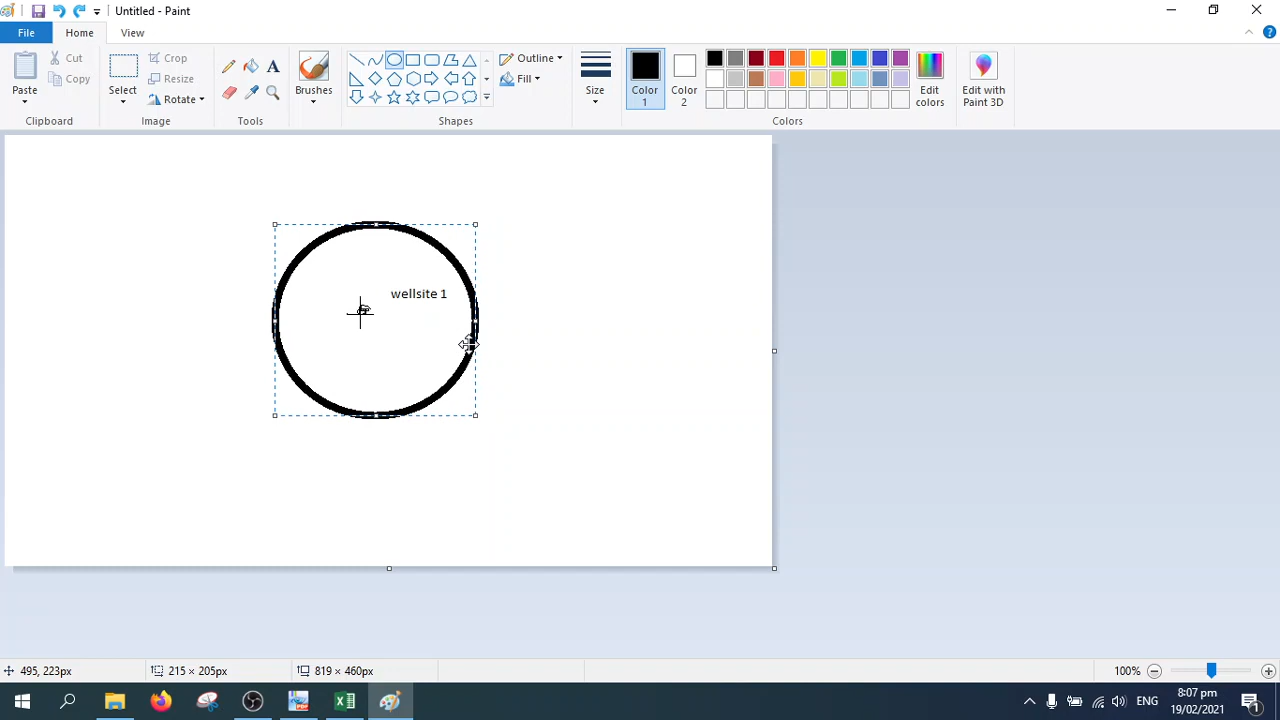 Untitled - Paint
File
Home
View
Paste
Cut
Copy
Clipboard
Select
Crop
Resize
Rotate
Image
A
Tools
Brushes
Outline
Fill
Shapes
Size
Color 1
Color 2
Edit colors
Colors
Edit with Paint 3D
wellsite 1
495, 223px
215 × 205px
819 × 460px
100%
PDF
ENG
8:07 pm
19/02/2021
1